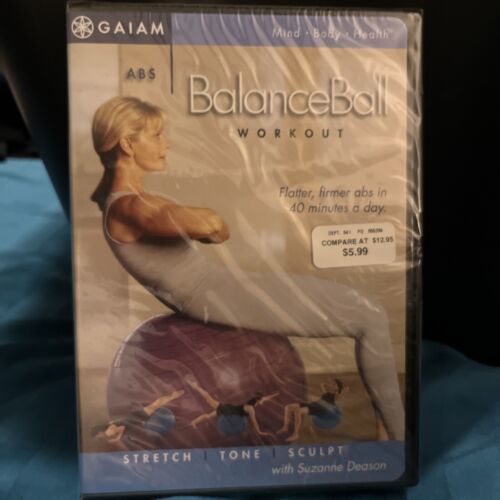 GAIAM
Mind • Body • Health™
ABS
BalanceBall
WORKOUT
Flatter, firmer abs in
40 minutes a day.
COMPARE AT $12.95
$5.99
STRETCH | TONE | SCULPT
with Suzanne Deason